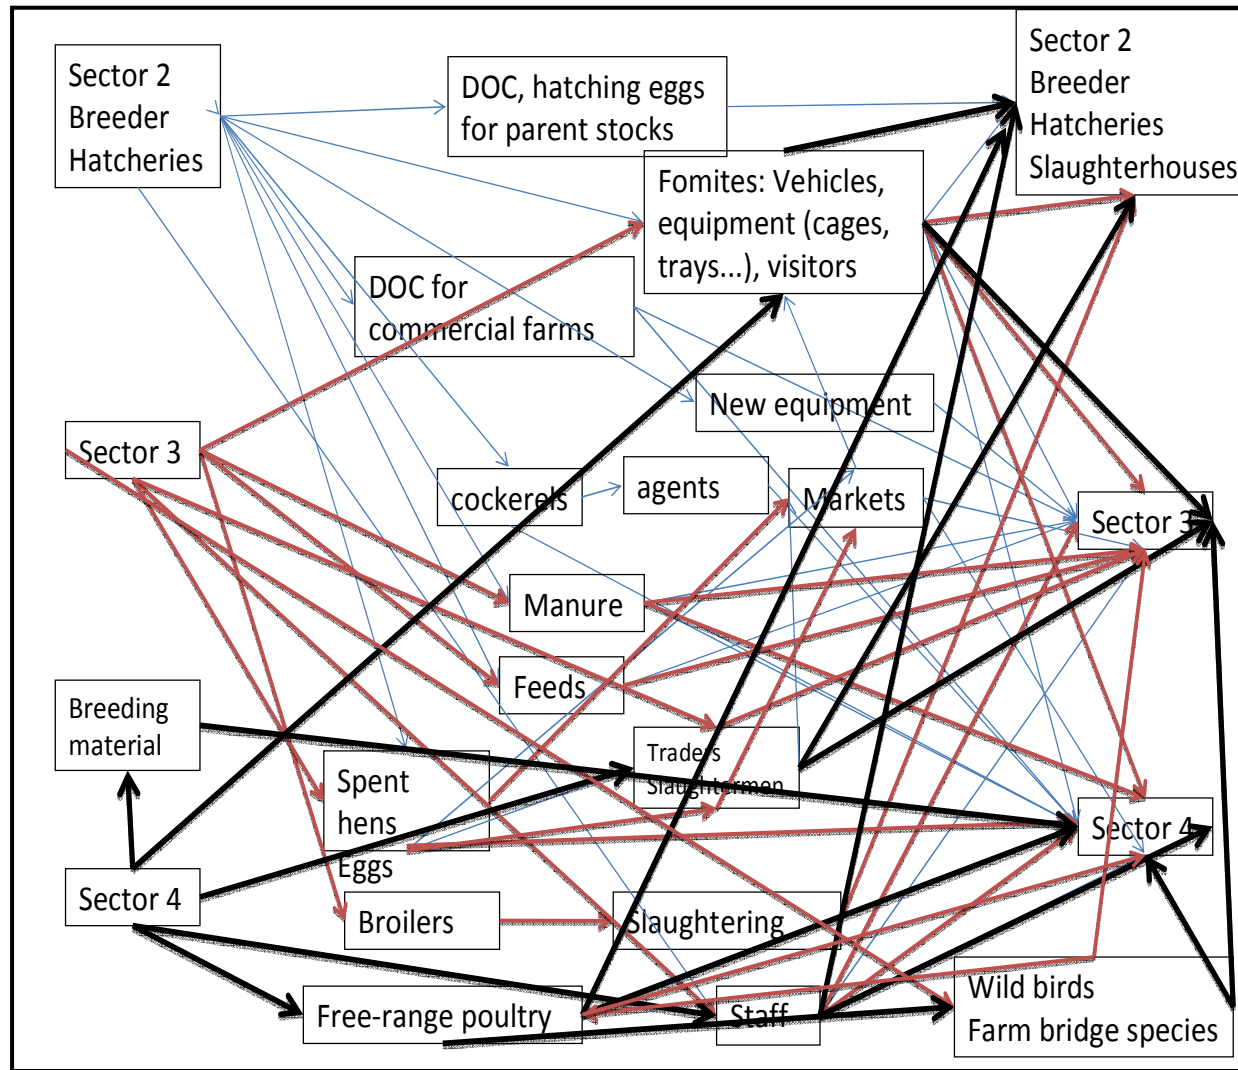 Sector 2
Breeder
Hatcheries
DOC, hatching eggs
for parent stocks
Sector 2
Breeder
Hatcheries
Slaughterhouses
Fomites: Vehicles,
equipment (cages,
trays...), visitors
DOC for
commercial farms
New equipment
Sector 3
cockerels
agents
Markets
Sector 3
Manure
Feeds
Breeding
material
Traders
Slaughtermen
Spent
hens
Eggs
Sector 4
Sector 4
Broilers
Slaughtering
Free-range poultry
Staff
Wild birds
Farm bridge species